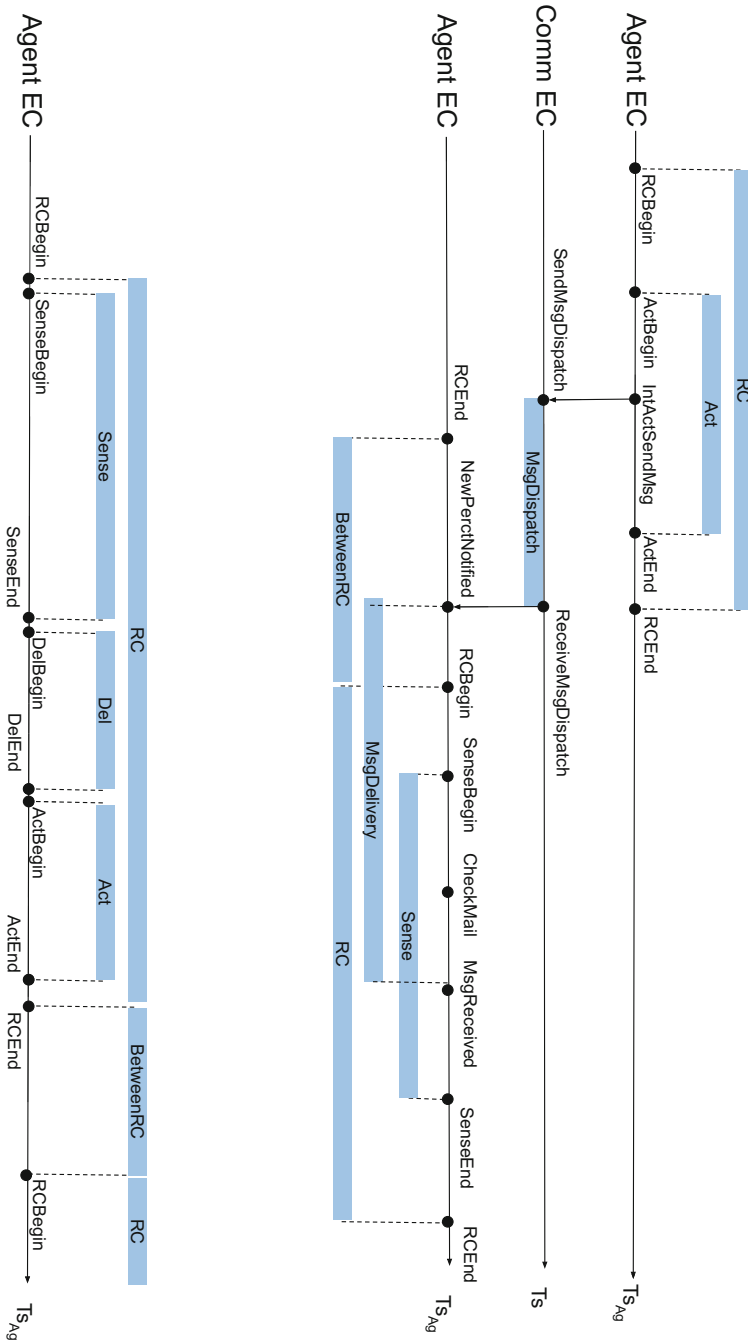 RC
Act
Agent EC
RCBegin
ActBegin
IntActSendMsg
ActEnd
RCEnd
Ts_Ag
Comm EC
SendMsgDispatch
ReceiveMsgDispatch
Ts
MsgDispatch
Agent EC
RCEnd
NewPerctNotified
RCBegin
SenseBegin
CheckMail
MsgReceived
SenseEnd
RCEnd
Ts_Ag
Sense
MsgDelivery
BetweenRC
RC
RC
BetweenRC
RC
Sense
Del
Act
Agent EC
RCBegin
SenseBegin
SenseEnd
DelBegin
DelEnd
ActBegin
ActEnd
RCEnd
RCBegin
Ts_Ag